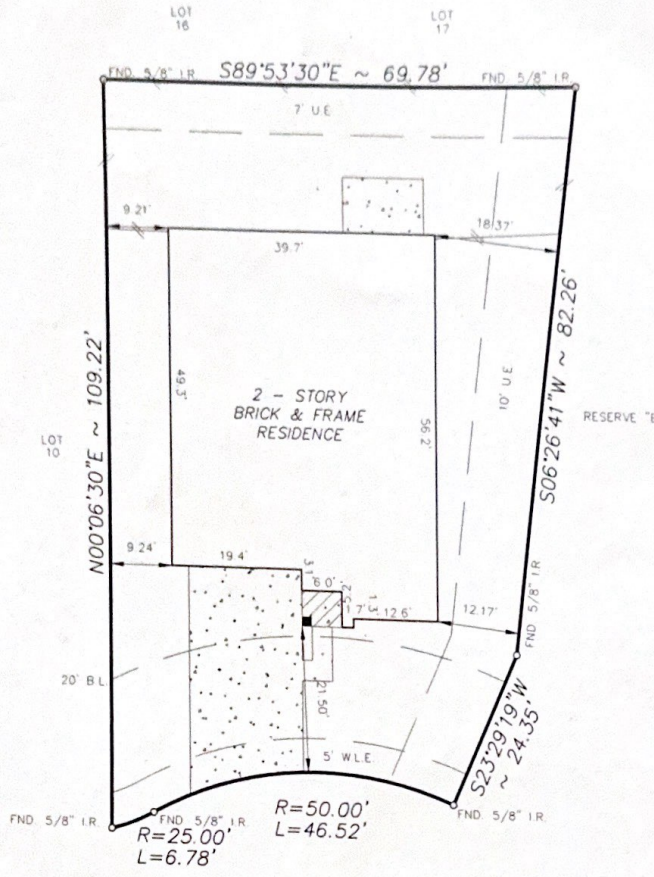 LOT
16
LOT
17
FND. 5/8" I.R.
S89°53'30"E ~ 69.78'
FND. 5/8" I.R.
7' U.E.
9.21'
18.37'
39.7'
N00°06'30"E ~ 109.22'
49.3'
2 - STORY
BRICK & FRAME
RESIDENCE
56.2'
10' U.E.
S06°26'41"W ~ 82.26'
RESERVE "B
LOT
10
9.24'
19.4'
6.0'
1.3'
1.7'
12.6'
12.17'
FND 5/8" I.R.
20' B.L.
21.50'
5' W.L.E.
S23°29'19"W
~ 24.35'
FND. 5/8" I.R.
FND. 5/8" I.R.
FND. 5/8" I.R.
R=50.00'
L=46.52'
R=25.00'
L=6.78'